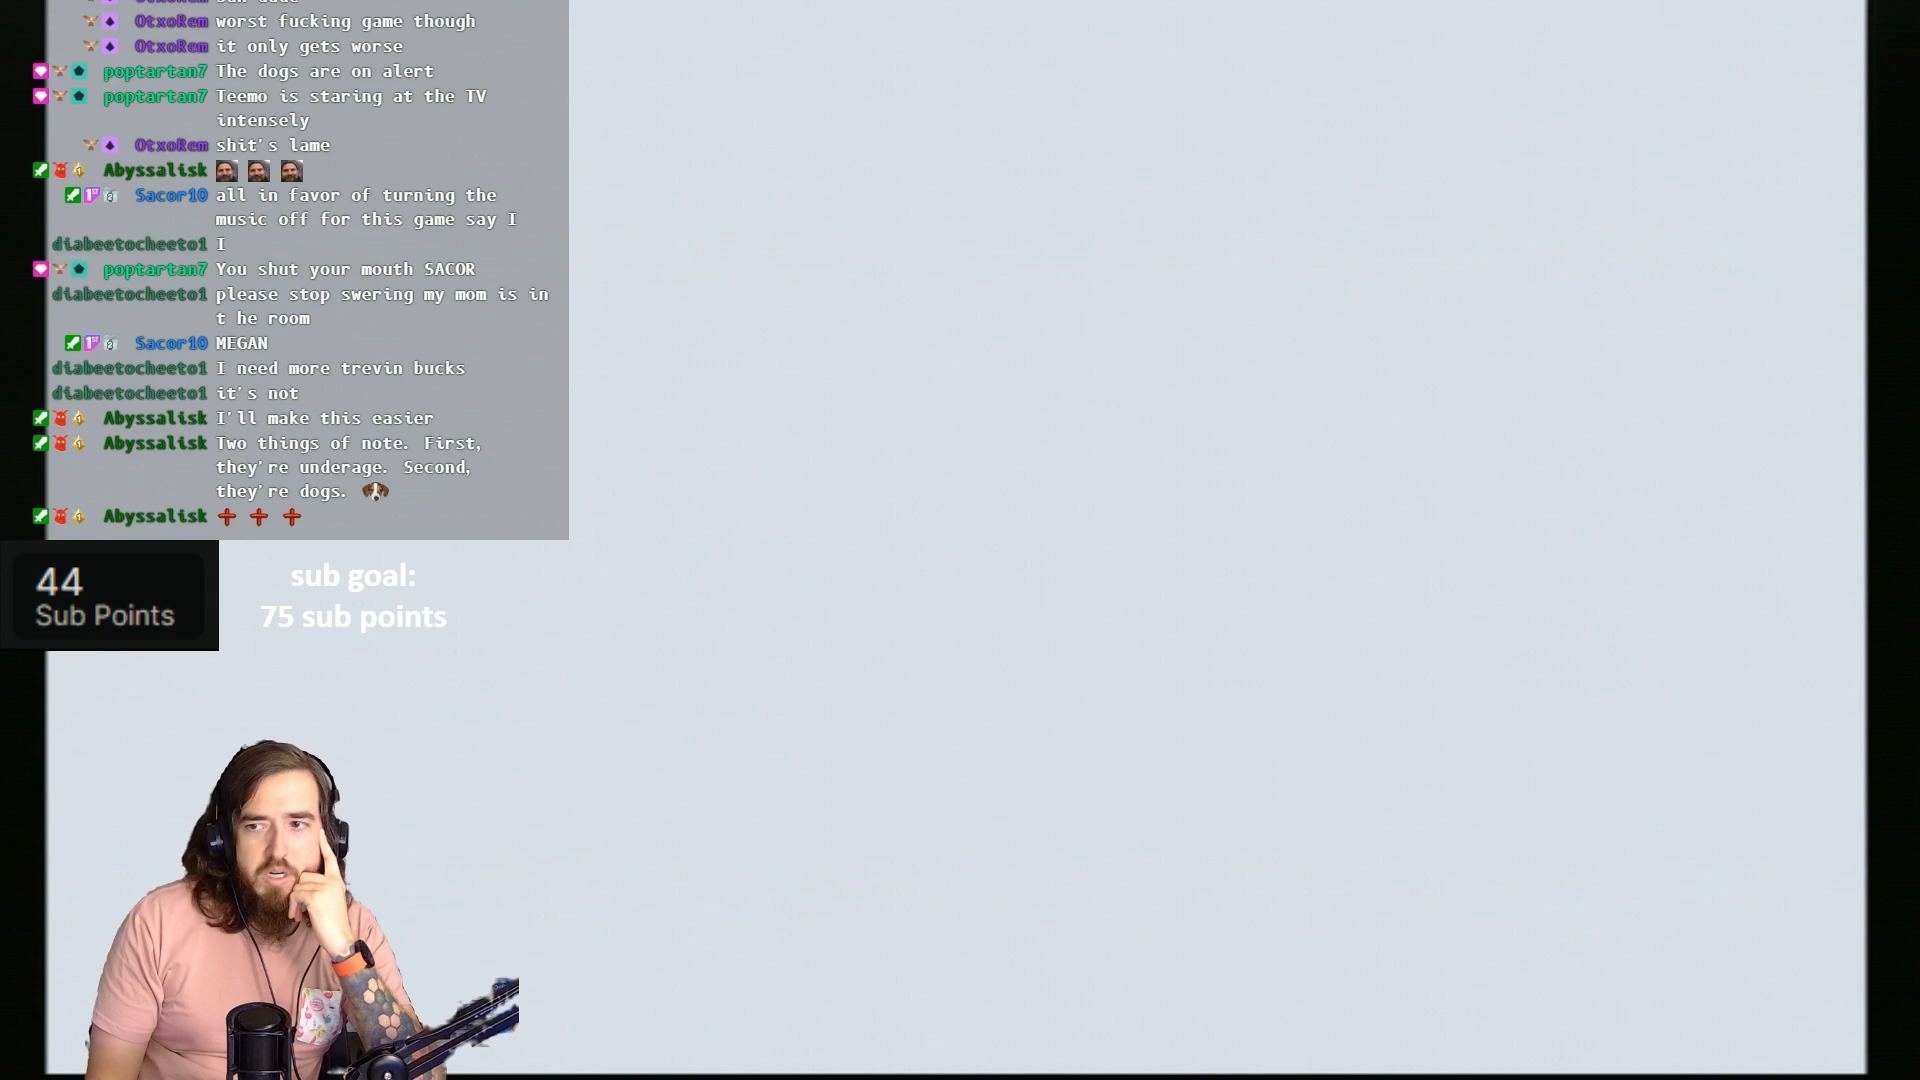 OtxoRem worst fucking game though
OtxoRem it only gets worse
poptartan7 The dogs are on alert
poptartan7 Teemo is staring at the TV
intensely
OtxoRem shit's lame
Abyssalisk
Sacor10 all in favor of turning the
music off for this game say I
diabeetocheeto1 I
poptartan7 You shut your mouth SACOR
diabeetocheeto1 please stop swering my mom is in
t he room
Sacor10 MEGAN
diabeetocheeto1 I need more trevin bucks
diabeetocheeto1 it's not
Abyssalisk I'll make this easier
Abyssalisk Two things of note. First,
they're underage. Second,
they're dogs.
Abyssalisk
44
Sub Points
sub goal:
75 sub points